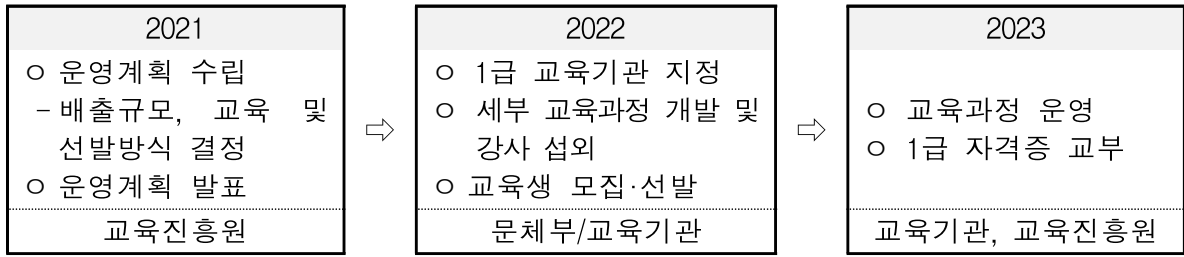 2021
ㅇ 운영계획 수립
- 배출규모, 교육 및
선발방식 결정
ㅇ 운영계획 발표
교육진흥원
⇨
2022
ㅇ 1급 교육기관 지정
ㅇ 세부 교육과정 개발 및
강사 섭외
ㅇ 교육생 모집·선발
문체부/교육기관
⇨
2023
ㅇ 교육과정 운영
ㅇ 1급 자격증 교부
교육기관, 교육진흥원